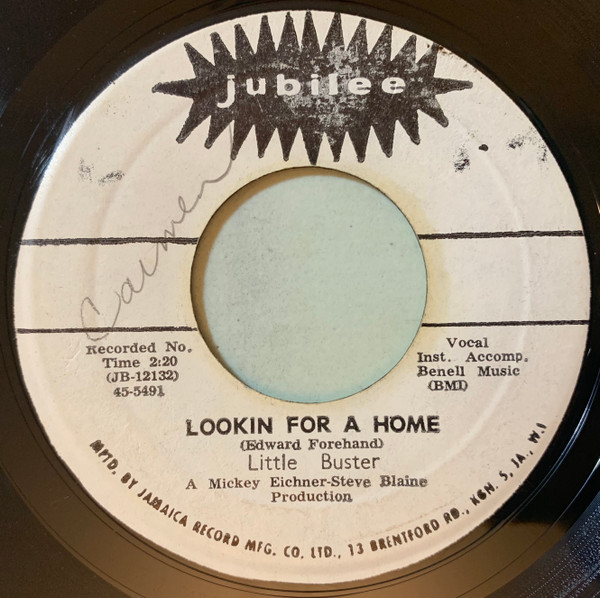 jubilee
Carmen
Recorded No.
Time 2:20
(JB-12132)
45-5491
Vocal
Inst. Accomp.
Benell Music
(BMI)
LOOKIN FOR A HOME
(Edward Forehand)
Little Buster
A Mickey Eichner-Steve Blaine
Production
MFTD. BY JAMAICA RECORD MFG. CO. LTD., 13 BRENTFORD RD., KGN. 5, JA., W.I